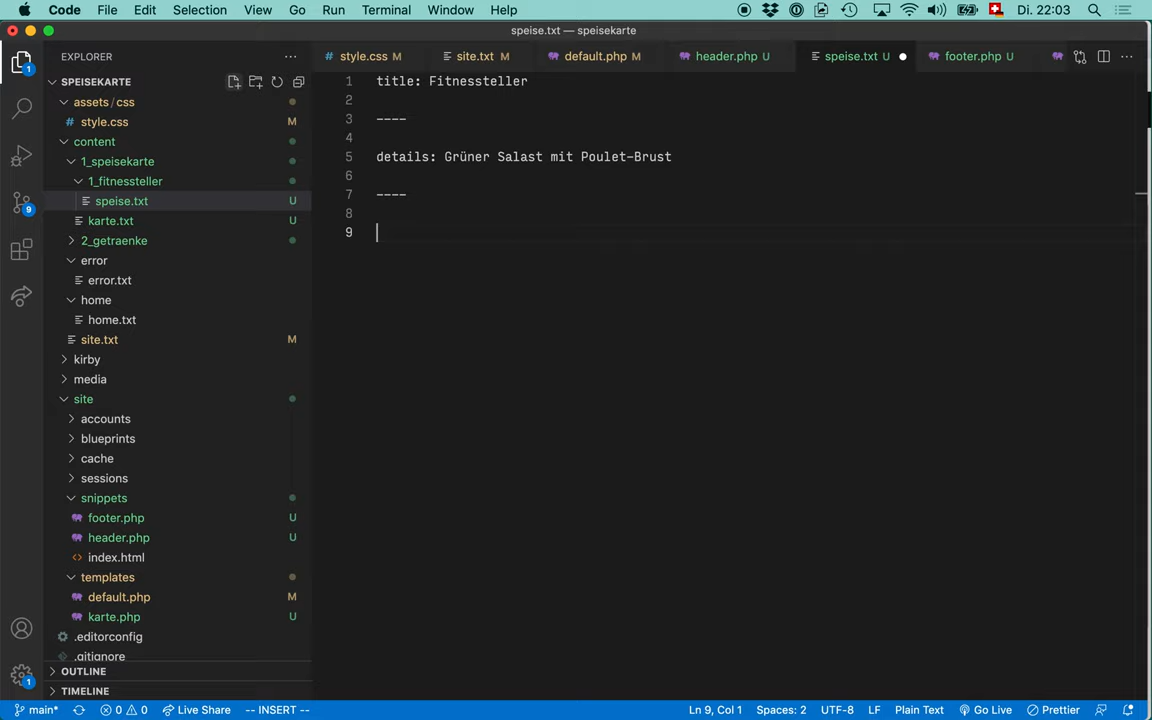 Code File Edit Selection View Go Run Terminal Window Help Di. 22:03
speise.txt — speisekarte
EXPLORER
style.css M site.txt M default.php M header.php U speise.txt U footer.php U
SPEISEKARTE
assets / css
style.css M
content
1_speisekarte
1_fitnessteller
speise.txt U
karte.txt U
2_getraenke
error
error.txt
home
home.txt
site.txt M
kirby
media
site
accounts
blueprints
cache
sessions
snippets
footer.php U
header.php U
index.html
templates
default.php M
karte.php U
.editorconfig
.gitignore
OUTLINE
TIMELINE
1 title: Fitnessteller
2
3 ----
4
5 details: Grüner Salast mit Poulet-Brust
6
7 ----
8
9
1
9
1
main* 0 0 Live Share -- INSERT -- Ln 9, Col 1 Spaces: 2 UTF-8 LF Plain Text Go Live Prettier